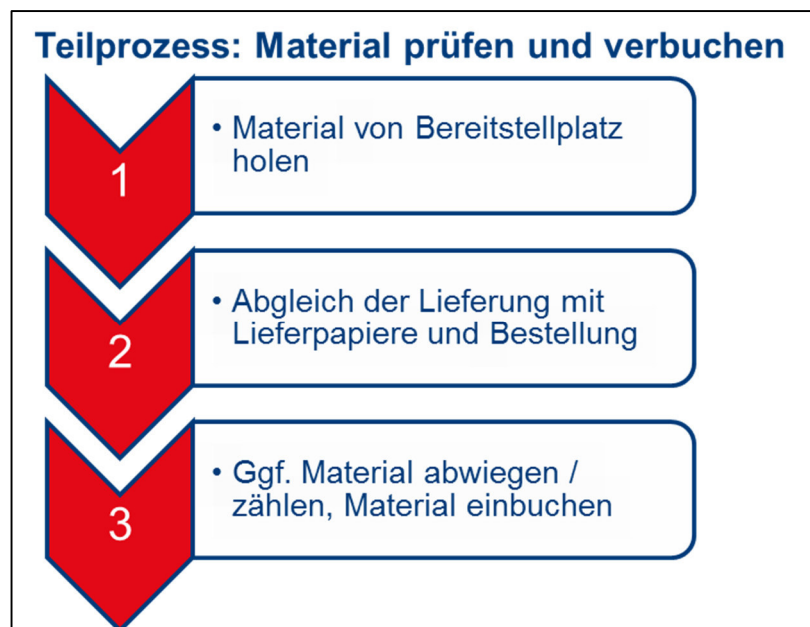 Teilprozess: Material prüfen und verbuchen
1
• Material von Bereitstellplatz
holen
2
• Abgleich der Lieferung mit
Lieferpapiere und Bestellung
3
• Ggf. Material abwiegen /
zählen, Material einbuchen